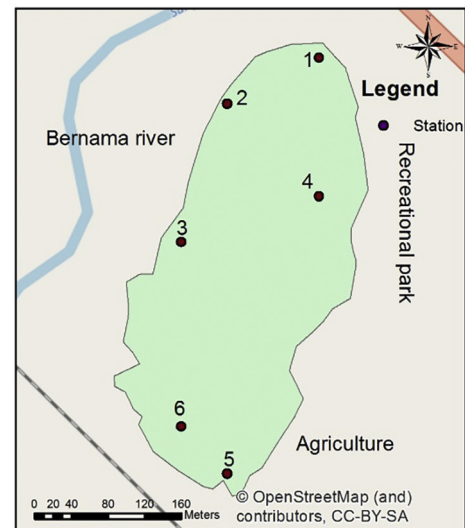 N
W E
S
1
Legend
2
Station
Bernama river
Recreational park
4
3
6
Agriculture
5
0 20 40 80 120 160
Meters
© OpenStreetMap (and)
contributors, CC-BY-SA